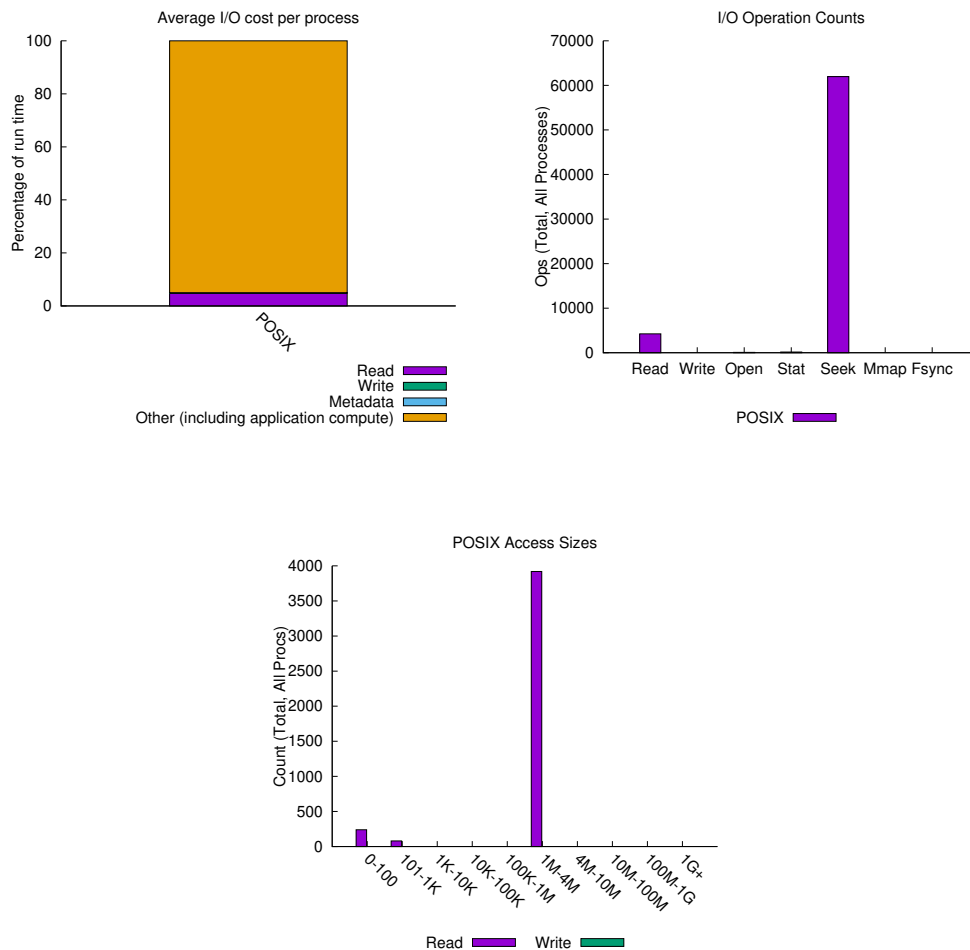 Average I/O cost per process
100
80
60
40
20
0
Percentage of run time
POSIX
Read
Write
Metadata
Other (including application compute)
I/O Operation Counts
70000
60000
50000
40000
30000
20000
10000
0
Ops (Total, All Processes)
Read Write Open Stat Seek Mmap Fsync
POSIX
POSIX Access Sizes
4000
3500
3000
2500
2000
1500
1000
500
0
Count (Total, All Procs)
0-100
101-1K
1K-10K
10K-100K
100K-1M
1M-4M
4M-10M
10M-100M
100M-1G
1G+
Read Write